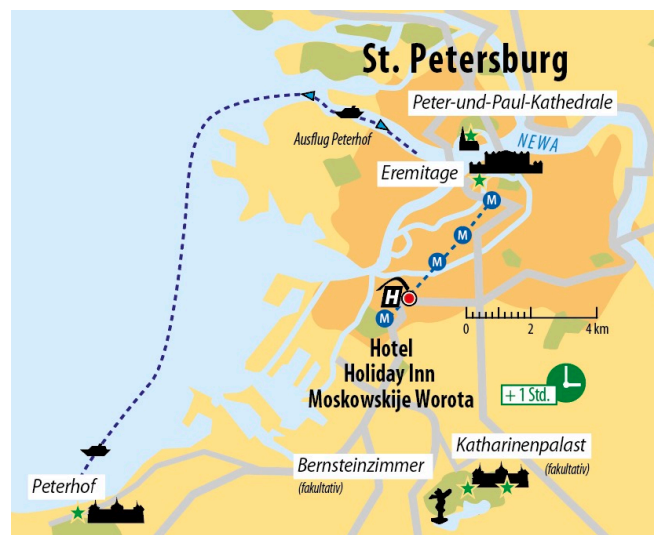 St. Petersburg
Peter-und-Paul-Kathedrale
Ausflug Peterhof
NEWA
Eremitage
M
M
M
H
M
0 2 4 km
Hotel
Holiday Inn
Moskowskije Worota
+ 1 Std.
Katharinenpalast
(fakultativ)
Bernsteinzimmer
(fakultativ)
Peterhof